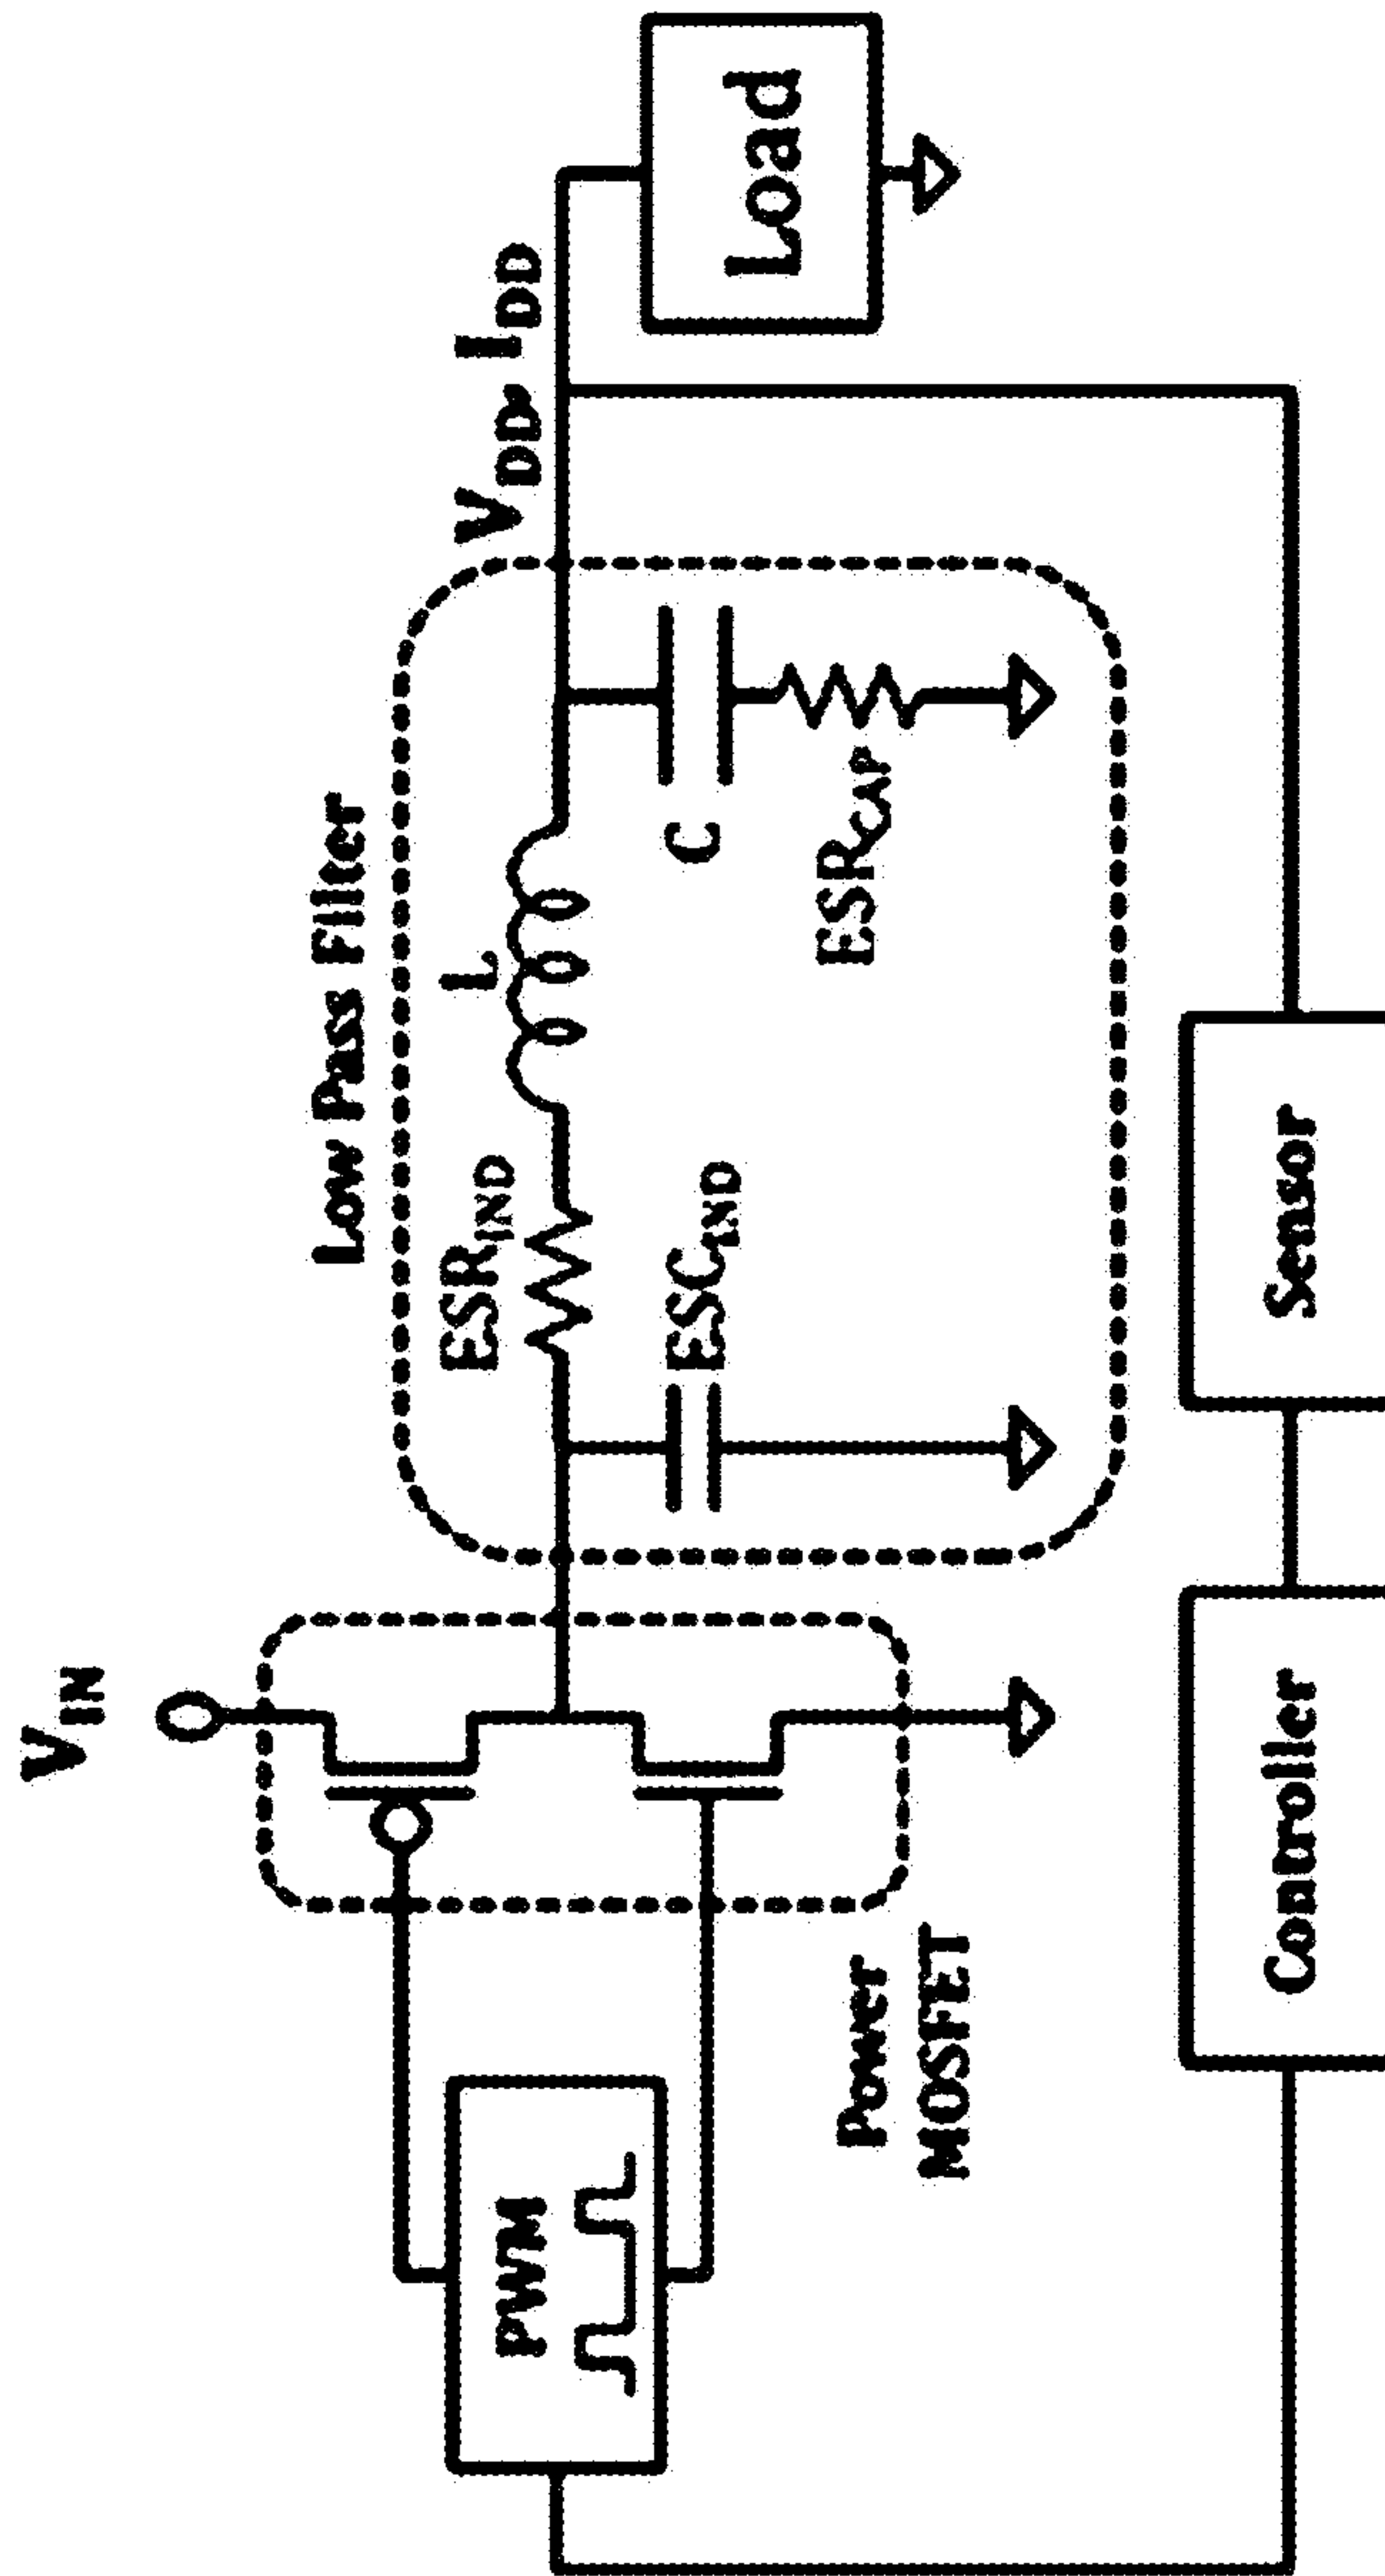 V_IN
Low Pass Filter
PWM
ESR_IND
L
V_DD, I_DD
ESC_IND
C
ESR_CAP
Load
Power
MOSFET
Controller
Sensor